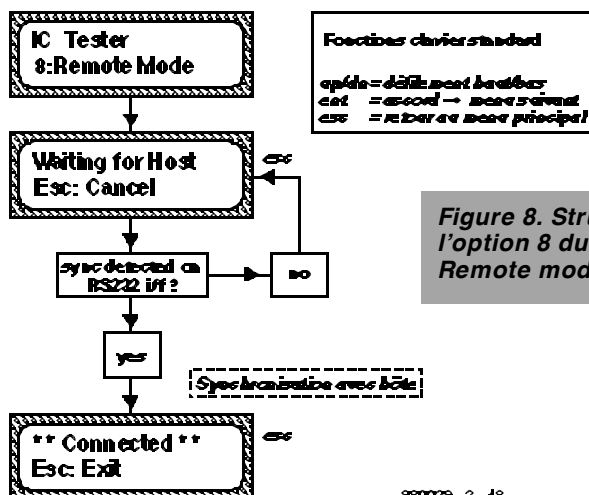 IC Tester
8:Remote Mode
Fonctions clavier standard
up/dn = défilement haut/bas
ent = accord → menu suivant
esc = retour au menu principal
Waiting for Host
Esc: Cancel
esc
Figure 8. Stru
l'option 8 du
Remote mod
sync detected on
RS232 i/f ?
no
yes
Synchronisation avec hôte
** Connected **
Esc: Exit
esc